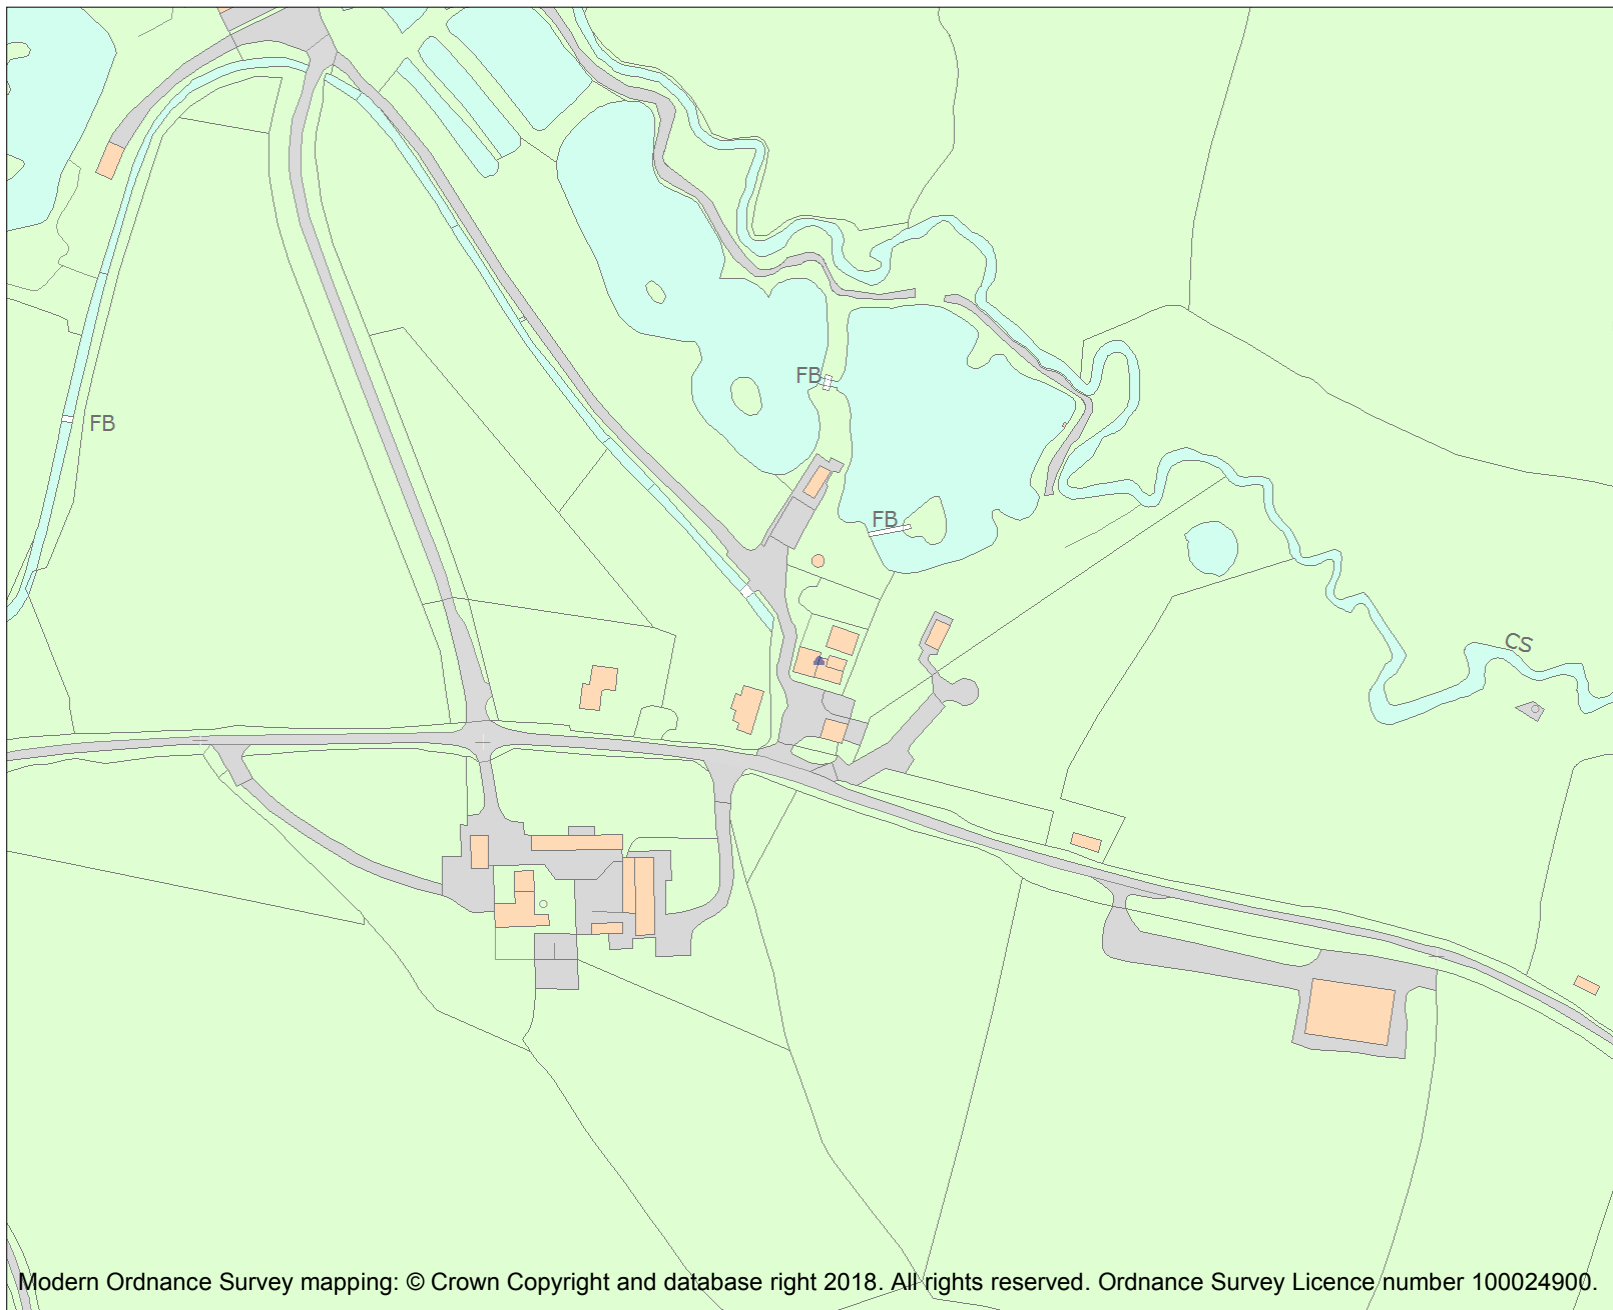 FB
FB
FB
CS
Modern Ordnance Survey mapping: © Crown Copyright and database right 2018. All rights reserved. Ordnance Survey Licence number 100024900.